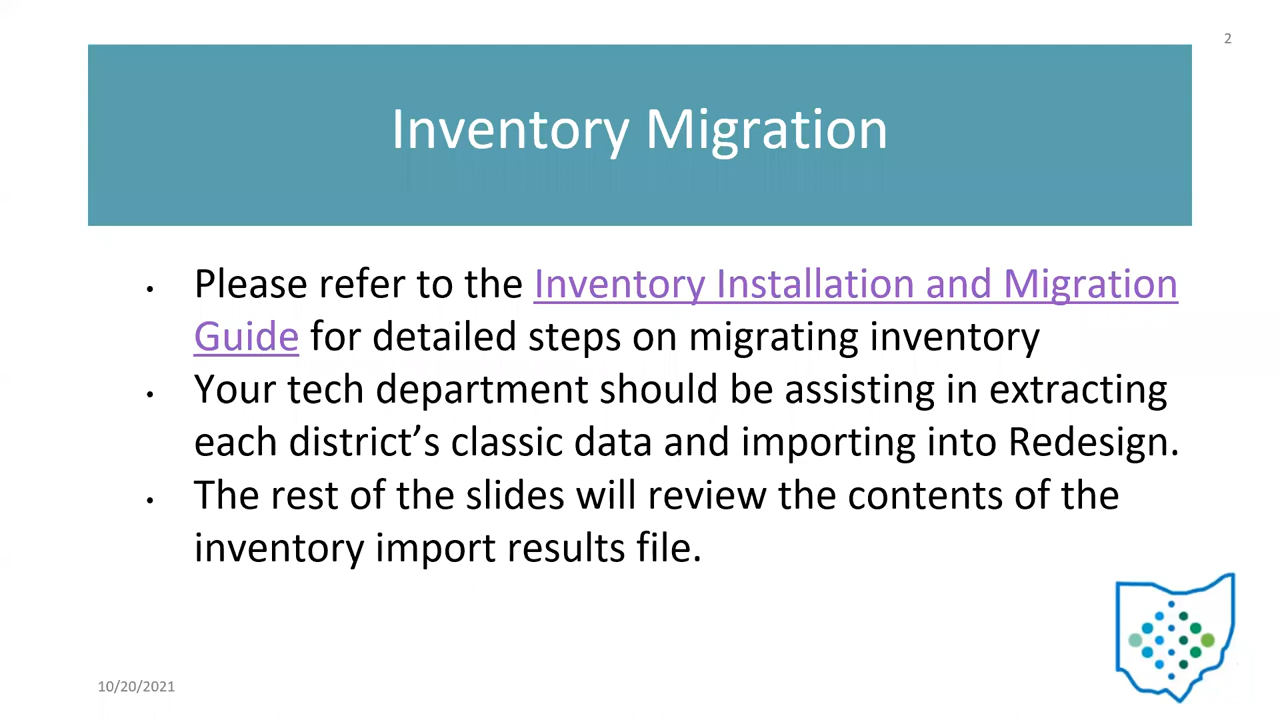 2
Inventory Migration
• Please refer to the Inventory Installation and Migration
Guide for detailed steps on migrating inventory
• Your tech department should be assisting in extracting
each district’s classic data and importing into Redesign.
• The rest of the slides will review the contents of the
inventory import results file.
10/20/2021